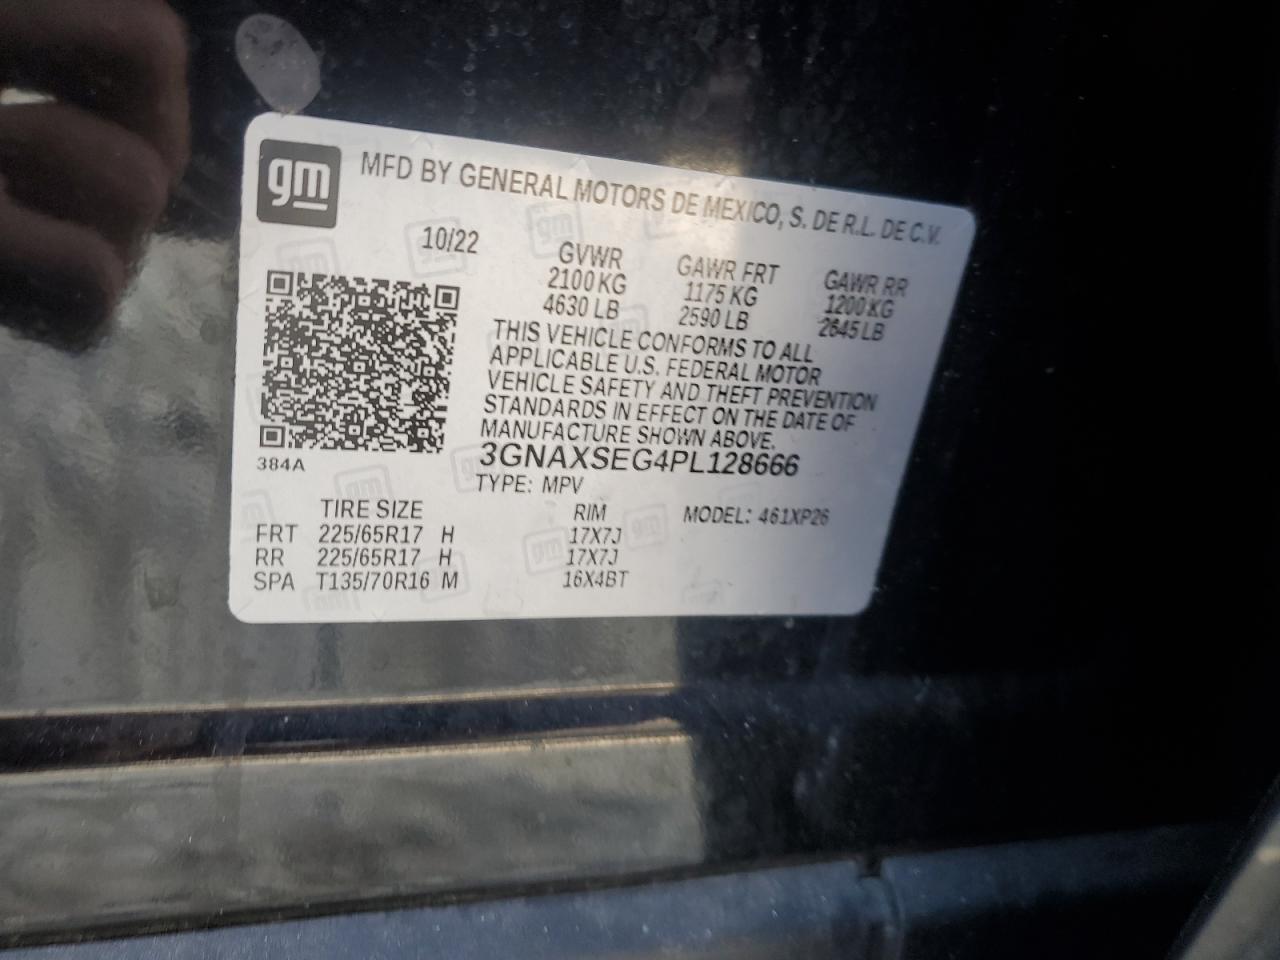 gm
MFD BY GENERAL MOTORS DE MEXICO, S. DE R.L. DE C.V.
10/22
GVWR GAWR FRT GAWR RR
2100 KG 1175 KG 1200 KG
4630 LB 2590 LB 2645 LB
THIS VEHICLE CONFORMS TO ALL
APPLICABLE U.S. FEDERAL MOTOR
VEHICLE SAFETY AND THEFT PREVENTION
STANDARDS IN EFFECT ON THE DATE OF
MANUFACTURE SHOWN ABOVE.
3GNAXSEG4PL128666
384A
TYPE: MPV
TIRE SIZE RIM MODEL: 461XP26
FRT 225/65R17 H 17X7J
RR 225/65R17 H 17X7J
SPA T135/70R16 M 16X4BT